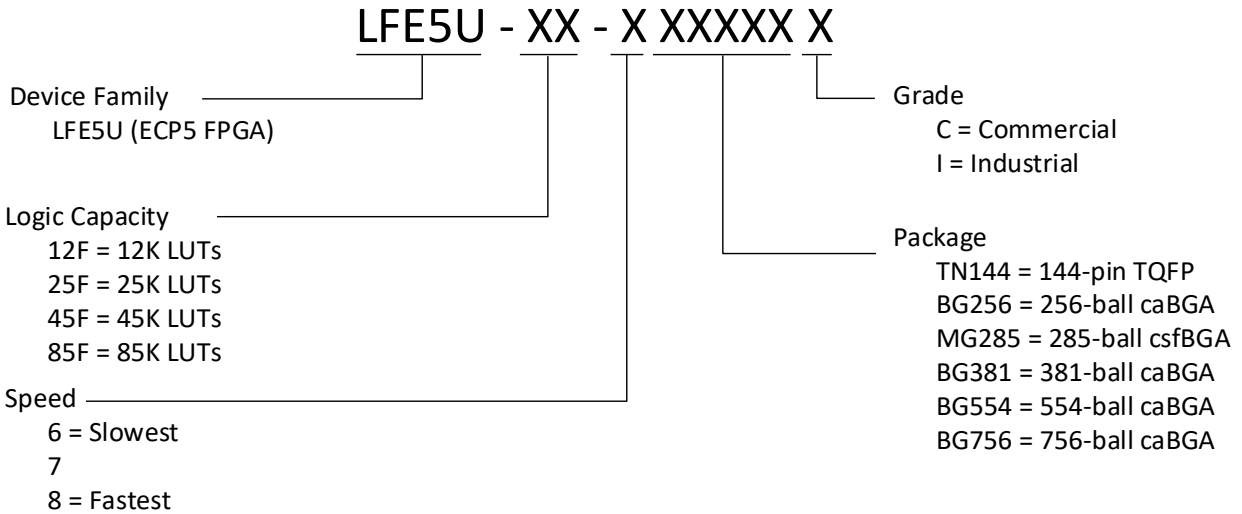 LFE5U - XX - X XXXXX X
Device Family
LFE5U (ECP5 FPGA)
Logic Capacity
12F = 12K LUTs
25F = 25K LUTs
45F = 45K LUTs
85F = 85K LUTs
Speed
6 = Slowest
7
8 = Fastest
Grade
C = Commercial
I = Industrial
Package
TN144 = 144-pin TQFP
BG256 = 256-ball caBGA
MG285 = 285-ball csfBGA
BG381 = 381-ball caBGA
BG554 = 554-ball caBGA
BG756 = 756-ball caBGA